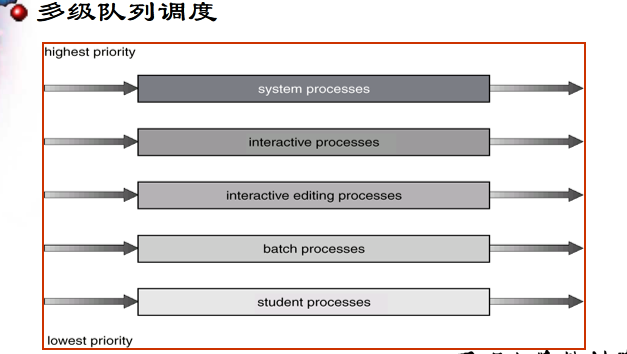 多级队列调度
highest priority
system processes
interactive processes
interactive editing processes
batch processes
student processes
lowest priority